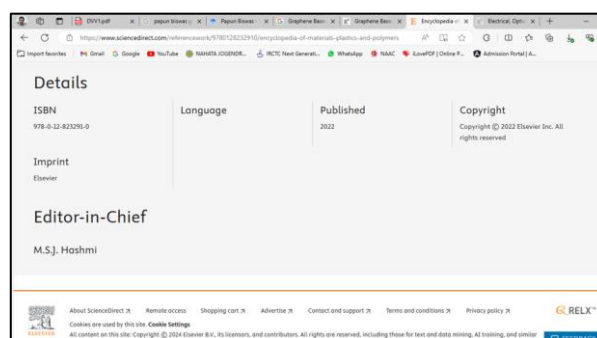 DVV1.pdf
papun biswas g
Papun Biswas
Graphene Base
Graphene Base
Encyclopedia of
Electrical, Optic
https://www.sciencedirect.com/referencework/9780128232910/encyclopedia-of-materials-plastics-and-polymers
Import favorites
Gmail
Google
YouTube
NAHATA JOGENDR...
IRCTC Next Generati...
WhatsApp
NAAC
iLovePDF | Online P...
Admission Portal | A...
Details
ISBN
978-0-12-823291-0
Language
Published
2022
Copyright
Copyright © 2022 Elsevier Inc. All
rights reserved
Imprint
Elsevier
Editor-in-Chief
M.S.J. Hashmi
ELSEVIER
About ScienceDirect
Remote access
Shopping cart
Advertise
Contact and support
Terms and conditions
Privacy policy
RELX™
Cookies are used by this site. Cookie Settings
All content on this site: Copyright © 2024 Elsevier B.V., its licensors, and contributors. All rights are reserved, including those for text and data mining, AI training, and similar
FEEDBACK